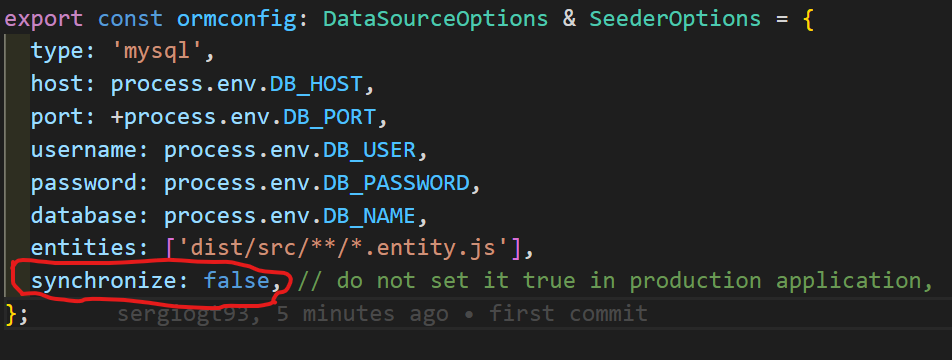 export const ormconfig: DataSourceOptions & SeederOptions = {
  type: 'mysql',
  host: process.env.DB_HOST,
  port: +process.env.DB_PORT,
  username: process.env.DB_USER,
  password: process.env.DB_PASSWORD,
  database: process.env.DB_NAME,
  entities: ['dist/src/**/*.entity.js'],
  synchronize: false, // do not set it true in production application,
};      sergiogt93, 5 minutes ago • first commit